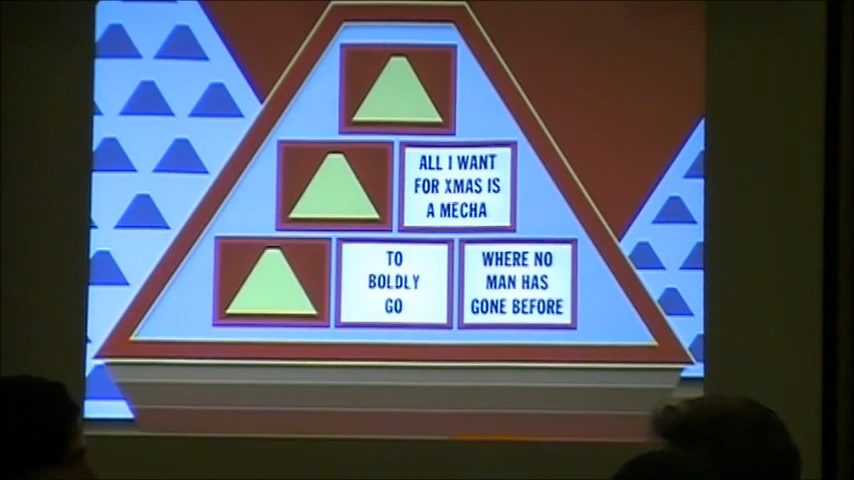 ALL I WANT
FOR XMAS IS
A MECHA
TO
BOLDLY
GO
WHERE NO
MAN HAS
GONE BEFORE